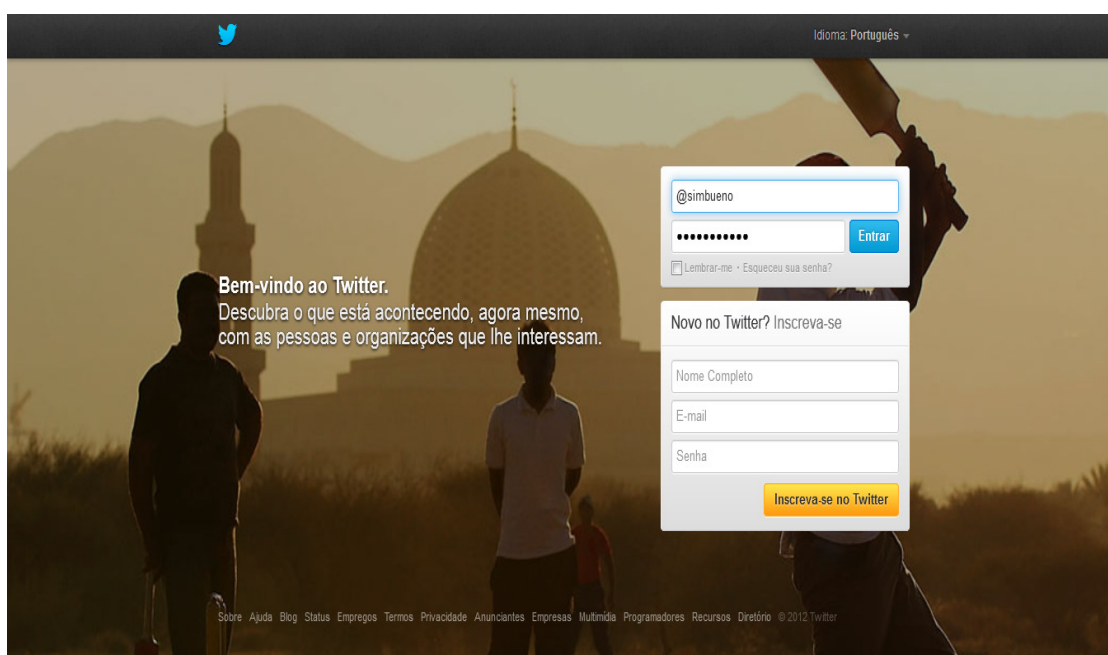 Idioma: Português
@simbueno
•••••••••••
Entrar
Lembrar-me · Esqueceu sua senha?
Bem-vindo ao Twitter.
Descubra o que está acontecendo, agora mesmo,
com as pessoas e organizações que lhe interessam.
Novo no Twitter? Inscreva-se
Nome Completo
E-mail
Senha
Inscreva-se no Twitter
Sobre Ajuda Blog Status Empregos Termos Privacidade Anunciantes Empresas Multimídia Programadores Recursos Diretório © 2012 Twitter